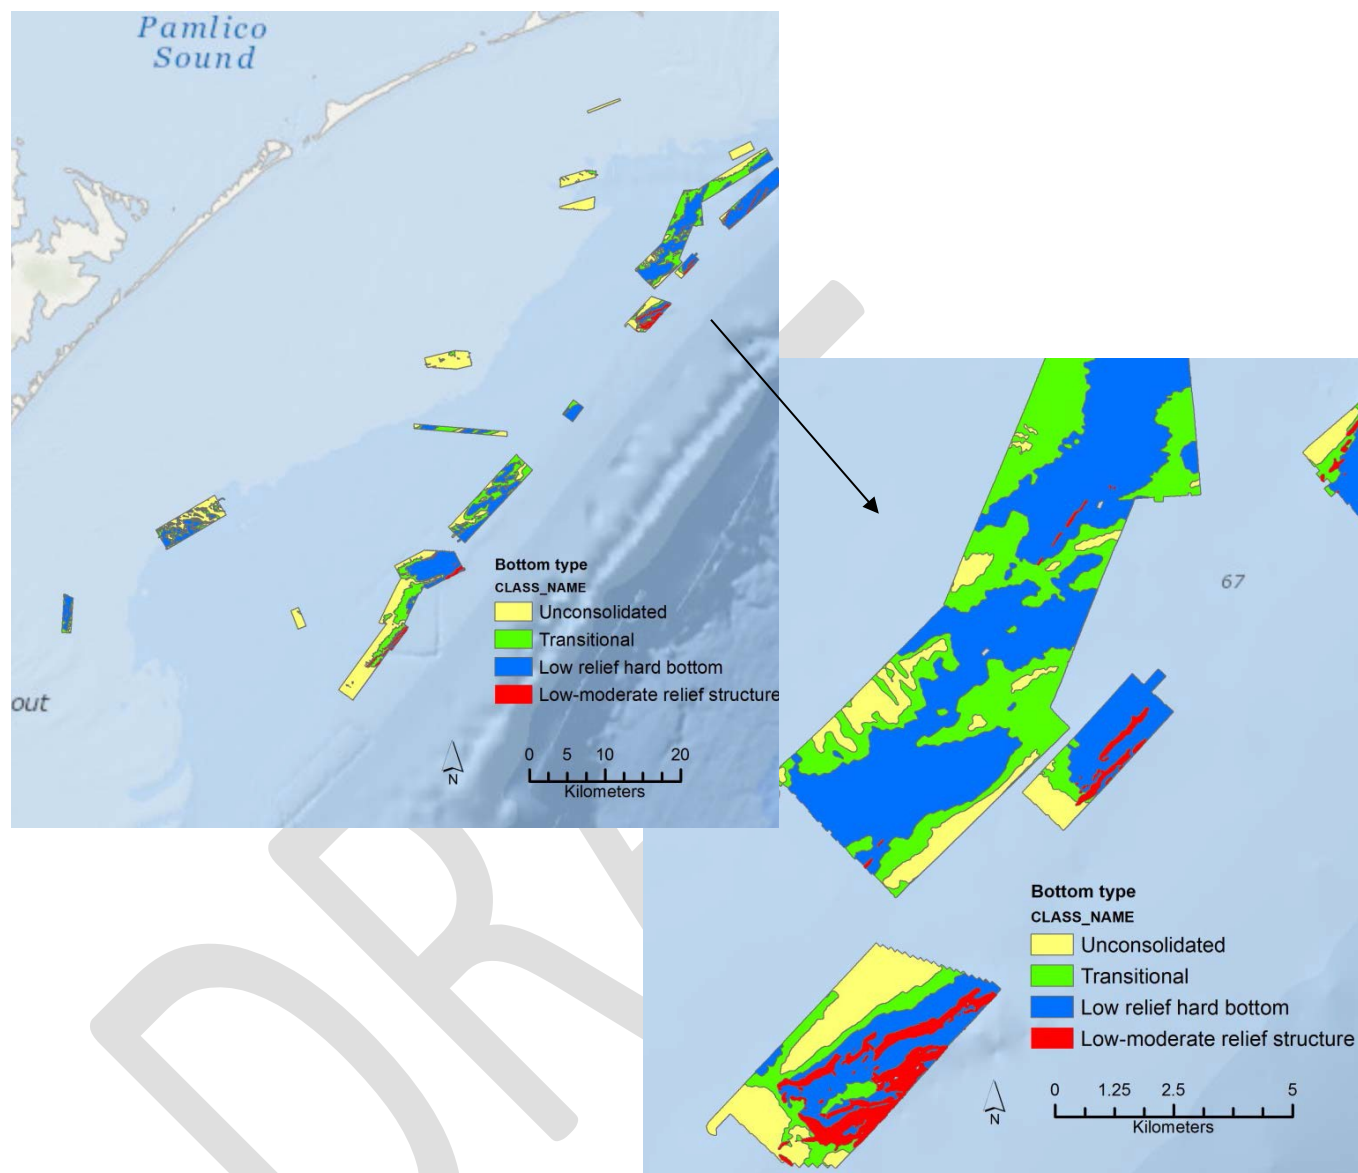 Pamlico
Sound
out
Bottom type
CLASS_NAME
Unconsolidated
Transitional
Low relief hard bottom
Low-moderate relief structure
N
0 5 10 20
Kilometers
67
Bottom type
CLASS_NAME
Unconsolidated
Transitional
Low relief hard bottom
Low-moderate relief structure
N
0 1.25 2.5 5
Kilometers